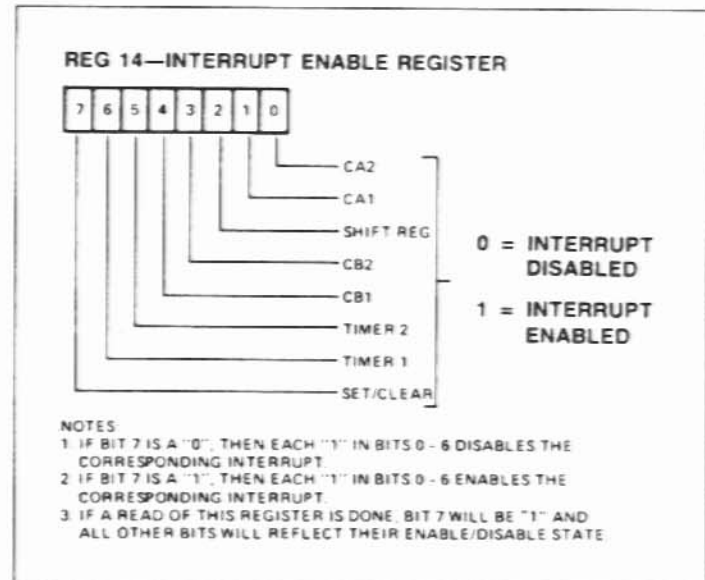 REG 14—INTERRUPT ENABLE REGISTER
7 6 5 4 3 2 1 0
CA2
CA1
SHIFT REG
CB2
CB1
TIMER 2
TIMER 1
SET/CLEAR
0 = INTERRUPT
DISABLED
1 = INTERRUPT
ENABLED
NOTES
1 IF BIT 7 IS A "0", THEN EACH "1" IN BITS 0 - 6 DISABLES THE
CORRESPONDING INTERRUPT.
2 IF BIT 7 IS A "1", THEN EACH "1" IN BITS 0 - 6 ENABLES THE
CORRESPONDING INTERRUPT.
3. IF A READ OF THIS REGISTER IS DONE, BIT 7 WILL BE "1" AND
ALL OTHER BITS WILL REFLECT THEIR ENABLE/DISABLE STATE